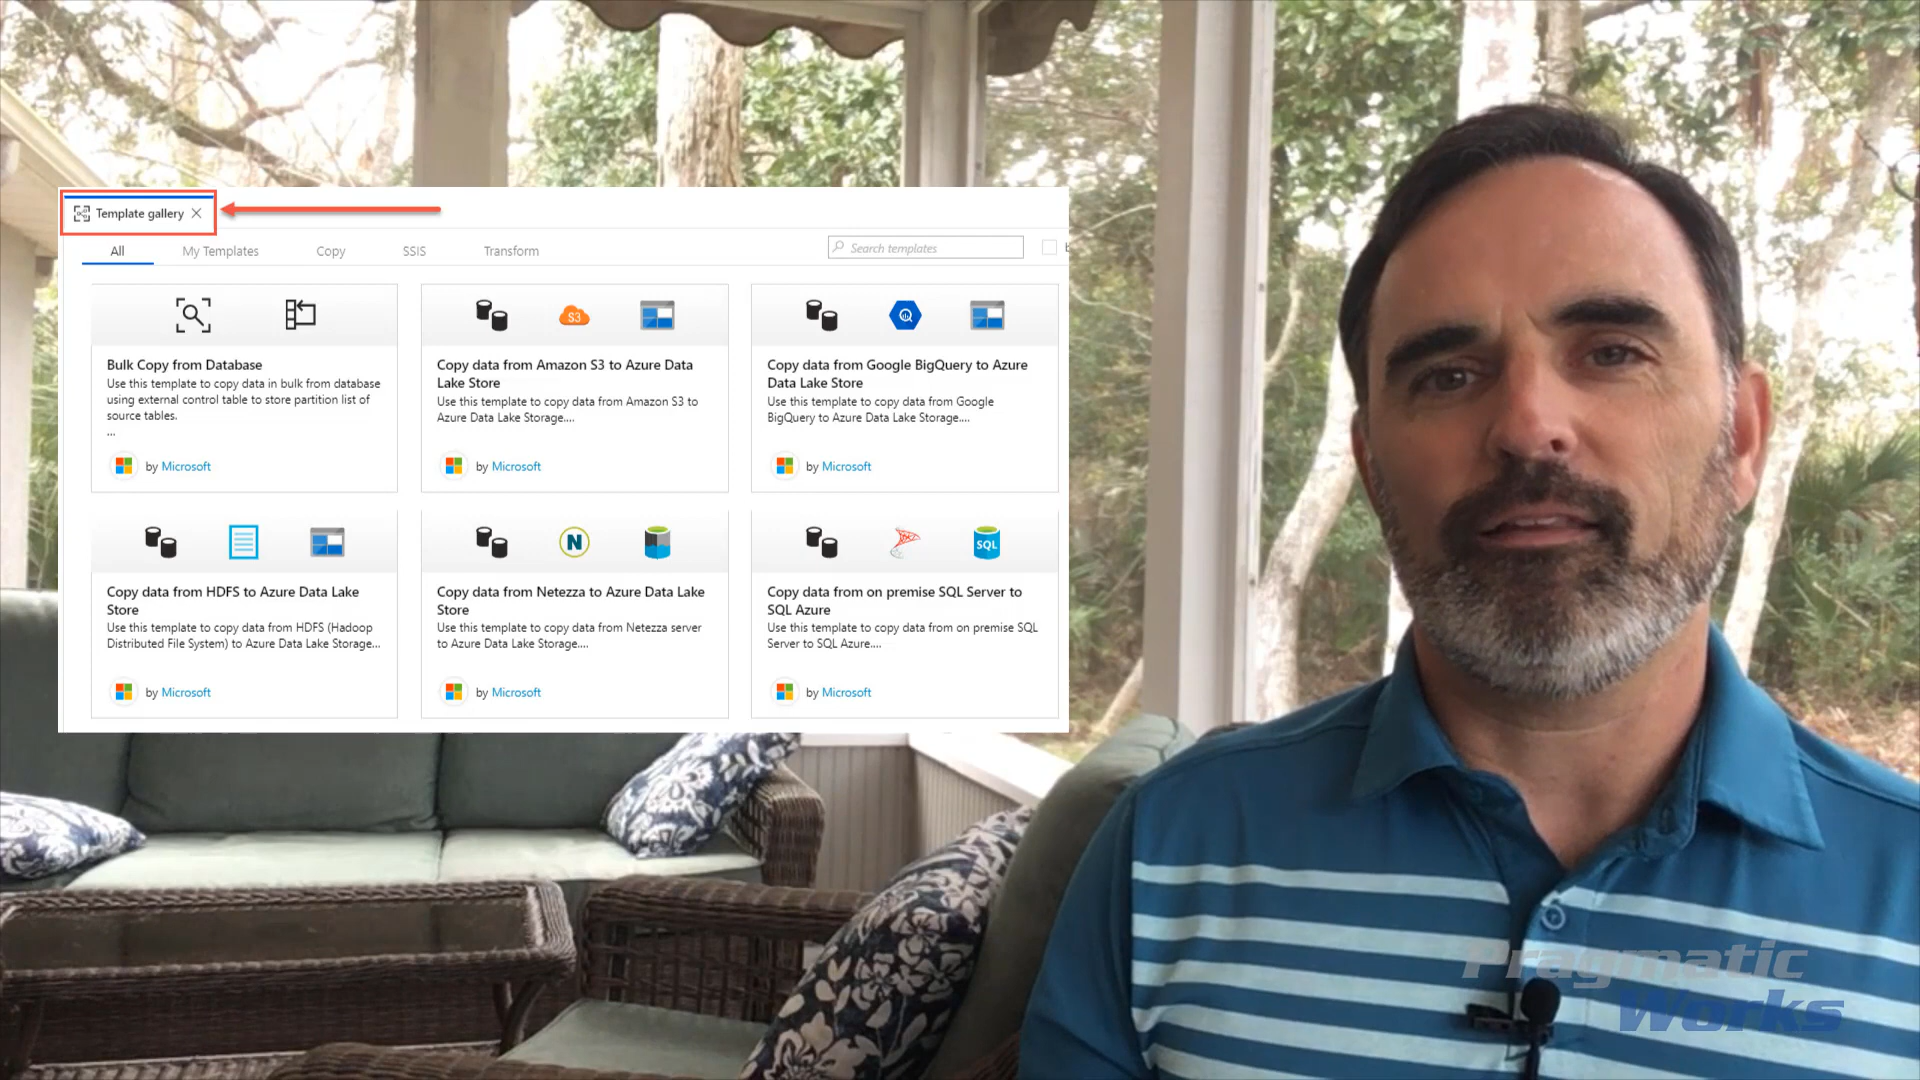 Template gallery
All My Templates Copy SSIS Transform
Search templates
S3
Bulk Copy from Database
Use this template to copy data in bulk from database
using external control table to store partition list of
source tables.
...
by Microsoft
Copy data from Amazon S3 to Azure Data
Lake Store
Use this template to copy data from Amazon S3 to
Azure Data Lake Storage....
by Microsoft
Copy data from Google BigQuery to Azure
Data Lake Store
Use this template to copy data from Google
BigQuery to Azure Data Lake Storage....
by Microsoft
Copy data from HDFS to Azure Data Lake
Store
Use this template to copy data from HDFS (Hadoop
Distributed File System) to Azure Data Lake Storage...
by Microsoft
N
Copy data from Netezza to Azure Data Lake
Store
Use this template to copy data from Netezza server
to Azure Data Lake Storage....
by Microsoft
SQL
Copy data from on premise SQL Server to
SQL Azure
Use this template to copy data from on premise SQL
Server to SQL Azure....
by Microsoft
Pragmatic
Works